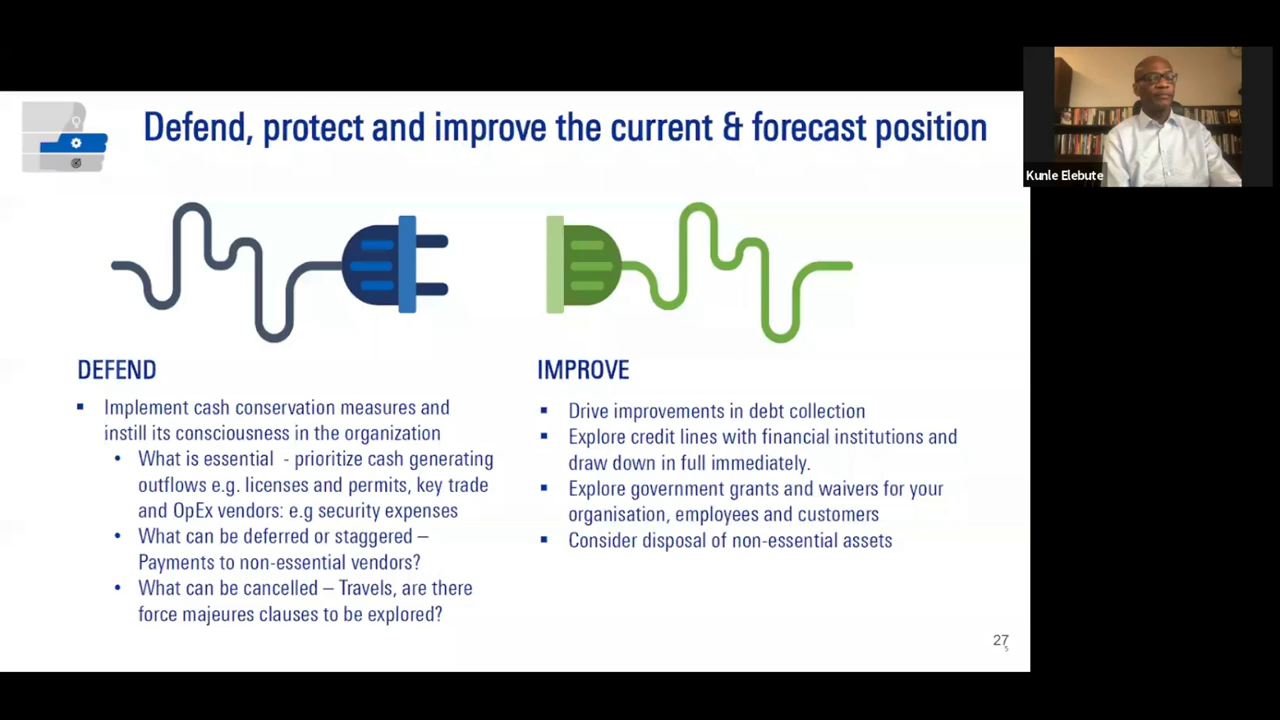 Defend, protect and improve the current & forecast position
Kunle Elebute
DEFEND
▪ Implement cash conservation measures and
instill its consciousness in the organization
• What is essential - prioritize cash generating
outflows e.g. licenses and permits, key trade
and OpEx vendors: e.g security expenses
• What can be deferred or staggered –
Payments to non-essential vendors?
• What can be cancelled – Travels, are there
force majeures clauses to be explored?
IMPROVE
▪ Drive improvements in debt collection
▪ Explore credit lines with financial institutions and
draw down in full immediately.
▪ Explore government grants and waivers for your
organisation, employees and customers
▪ Consider disposal of non-essential assets
27
5